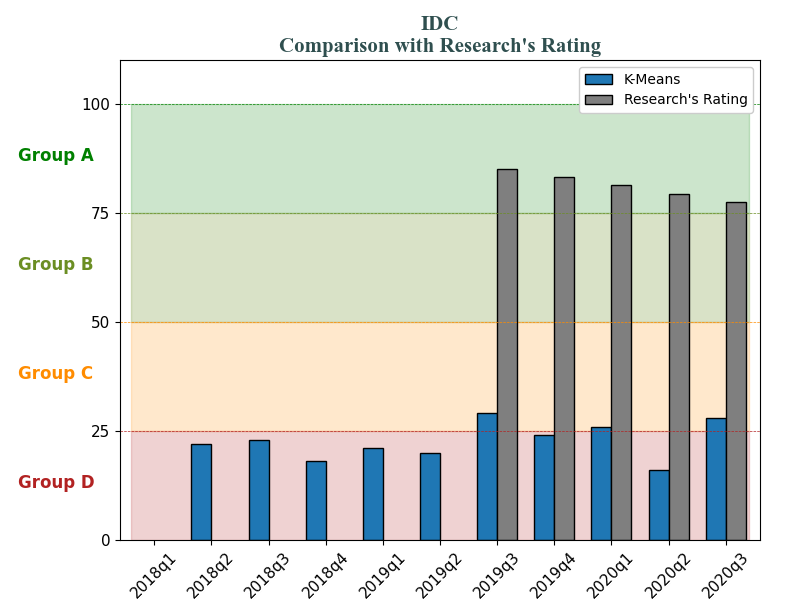 IDC
Comparison with Research's Rating
K-Means
Research's Rating
100
Group A
75
Group B
50
Group C
25
Group D
0
2018q1
2018q2
2018q3
2018q4
2019q1
2019q2
2019q3
2019q4
2020q1
2020q2
2020q3